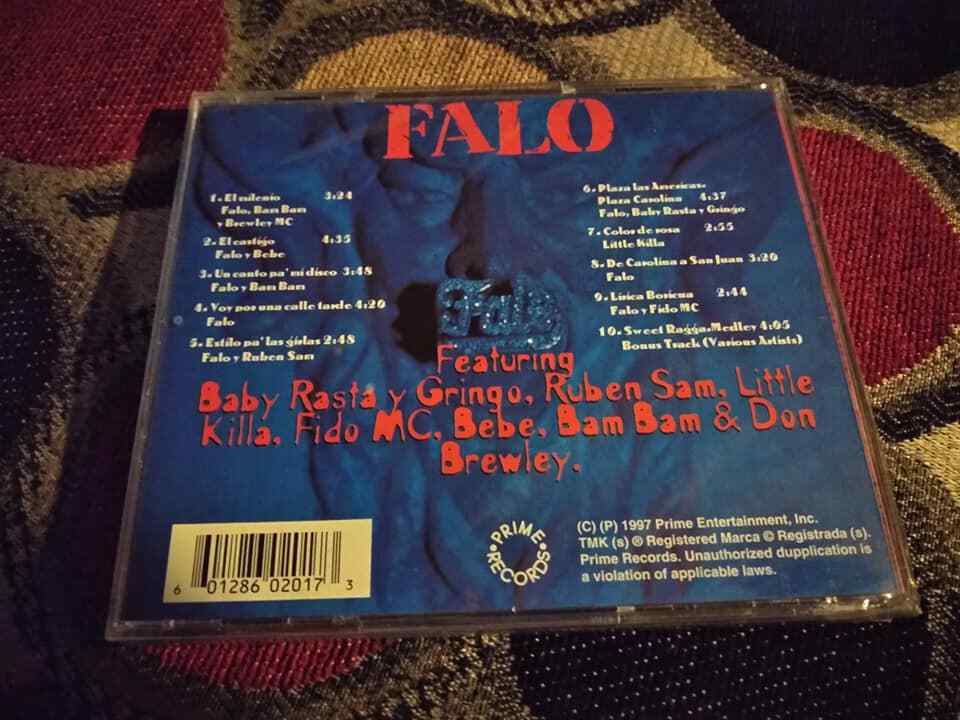 FALO
1. El milenio 3:24
Falo, Bam Bam
y Brewley MC
2. El castigo 4:35
Falo y Bebe
3. Un canto pa' mi disco 3:48
Falo y Bam Bam
4. Voy por una calle tarde 4:20
Falo
5. Estilo pa' las girlas 2:48
Falo y Ruben Sam
6. Plaza las Americas.
Plaza Carolina 4:37
Falo, Baby Rasta y Gringo
7. Color de rosa 2:55
Little Killa
8. De Carolina a San Juan 3:20
Falo
9. Lirica Boricua 2:44
Falo y Fido MC
10. Sweet Ragga.Medley 4:05
Bonus Track (Various Artists)
Falo
Featuring
Baby Rasta y Gringo, Ruben Sam, Little
Killa, Fido MC, Bebe, Bam Bam & Don
Brewley.
PRIME RECORDS
(C) (P) 1997 Prime Entertainment, Inc.
TMK (s) ® Registered Marca © Registrada (s).
Prime Records. Unauthorized dupplication is
a violation of applicable laws.
6 01286 02017 3